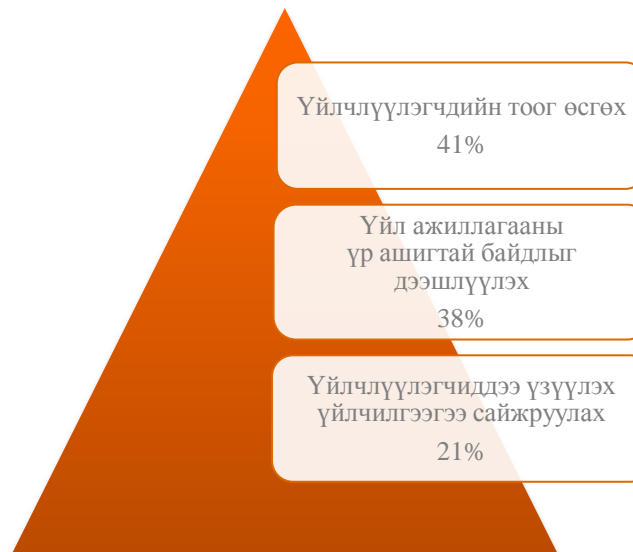 Үйлчлүүлэгчдийн тоог өсгөх
41%
Үйл ажиллагааны
үр ашигтай байдлыг
дээшлүүлэх
38%
Үйлчлүүлэгчиддээ үзүүлэх
үйлчилгээгээ сайжруулах
21%